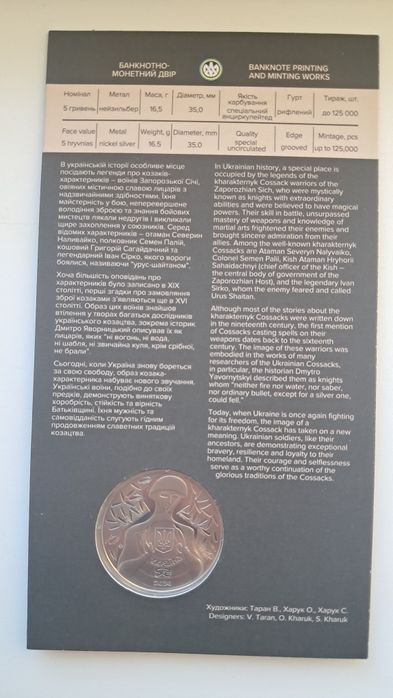 БАНКНОТНО-
МОНЕТНИЙ ДВІР
BANKNOTE PRINTING
AND MINTING WORKS
Номінал Метал Маса, г Діаметр, мм Якість карбування Гурт Тираж, шт.
5 гривень нейзильбер 16,5 35,0 спеціальний анциркулейтед рифлений до 125 000
Face value Metal Weight, g Diameter, mm Quality Edge Mintage, pcs
5 hryvnias nickel silver 16.5 35.0 special uncirculated grooved up to 125,000
В українській історії особливе місце
посідають легенди про козаків-
характерників – воїнів Запорозької Січі,
овіяних містичною славою лицарів з
надзвичайними здібностями. Їхня
майстерність у бою, неперевершене
володіння зброєю та знання бойових
мистецтв лякали недругів і викликали
щире захоплення у союзників. Серед
відомих характерників – отаман Северин
Наливайко, полковник Семен Палій,
кошовий Григорій Сагайдачний та
легендарний Іван Сірко, якого вороги
боялися, називаючи "урус-шайтаном".
Хоча більшість оповідань про
характерників було записано в XIX
столітті, перші згадки про замовляння
зброї козаками з'являються ще в XVI
столітті. Образ цих воїнів знайшов
втілення у творах багатьох дослідників
українського козацтва, зокрема історик
Дмитро Яворницький описував їх як
лицарів, яких "ні вогонь, ні вода,
ні шабля, ні звичайна куля, крім срібної,
не брали".
Сьогодні, коли Україна знову бореться
за свою свободу, образ козака-
характерника набуває нового звучання.
Українські воїни, подібно до своїх
предків, демонструють виняткову
хоробрість, стійкість та вірність
Батьківщині. Їхня мужність та
самовідданість слугують гідним
продовженням славетних традицій
козацтва.
In Ukrainian history, a special place is
occupied by the legends of the
kharakternyk Cossack warriors of the
Zaporozhian Sich, who were mystically
known as knights with extraordinary
abilities and were believed to have magical
powers. Their skill in battle, unsurpassed
mastery of weapons and knowledge of
martial arts frightened their enemies and
brought sincere admiration from their
allies. Among the well-known kharakternyk
Cossacks are Ataman Severyn Nalyvaiko,
Colonel Semen Palii, Kish Ataman Hryhorii
Sahaidachnyi (chief officer of the Kish –
the central body of government of the
Zaporozhian Host), and the legendary Ivan
Sirko, whom the enemy feared and called
Urus Shaitan.
Although most of the stories about the
kharakternyk Cossacks were written down
in the nineteenth century, the first mention
of Cossacks casting spells on their
weapons dates back to the sixteenth
century. The image of these warriors was
embodied in the works of many
researchers of the Ukrainian Cossacks,
in particular, the historian Dmytro
Yavornytskyi described them as knights
whom "neither fire nor water, nor saber,
nor ordinary bullet, except for a silver one,
could fell."
Today, when Ukraine is once again fighting
for its freedom, the image of a
kharakternyk Cossack has taken on a new
meaning. Ukrainian soldiers, like their
ancestors, are demonstrating exceptional
bravery, resilience and loyalty to their
homeland. Their courage and selflessness
serve as a worthy continuation of the
glorious traditions of the Cossacks.
Художники: Таран В., Харук О., Харук С.
Designers: V. Taran, O. Kharuk, S. Kharuk